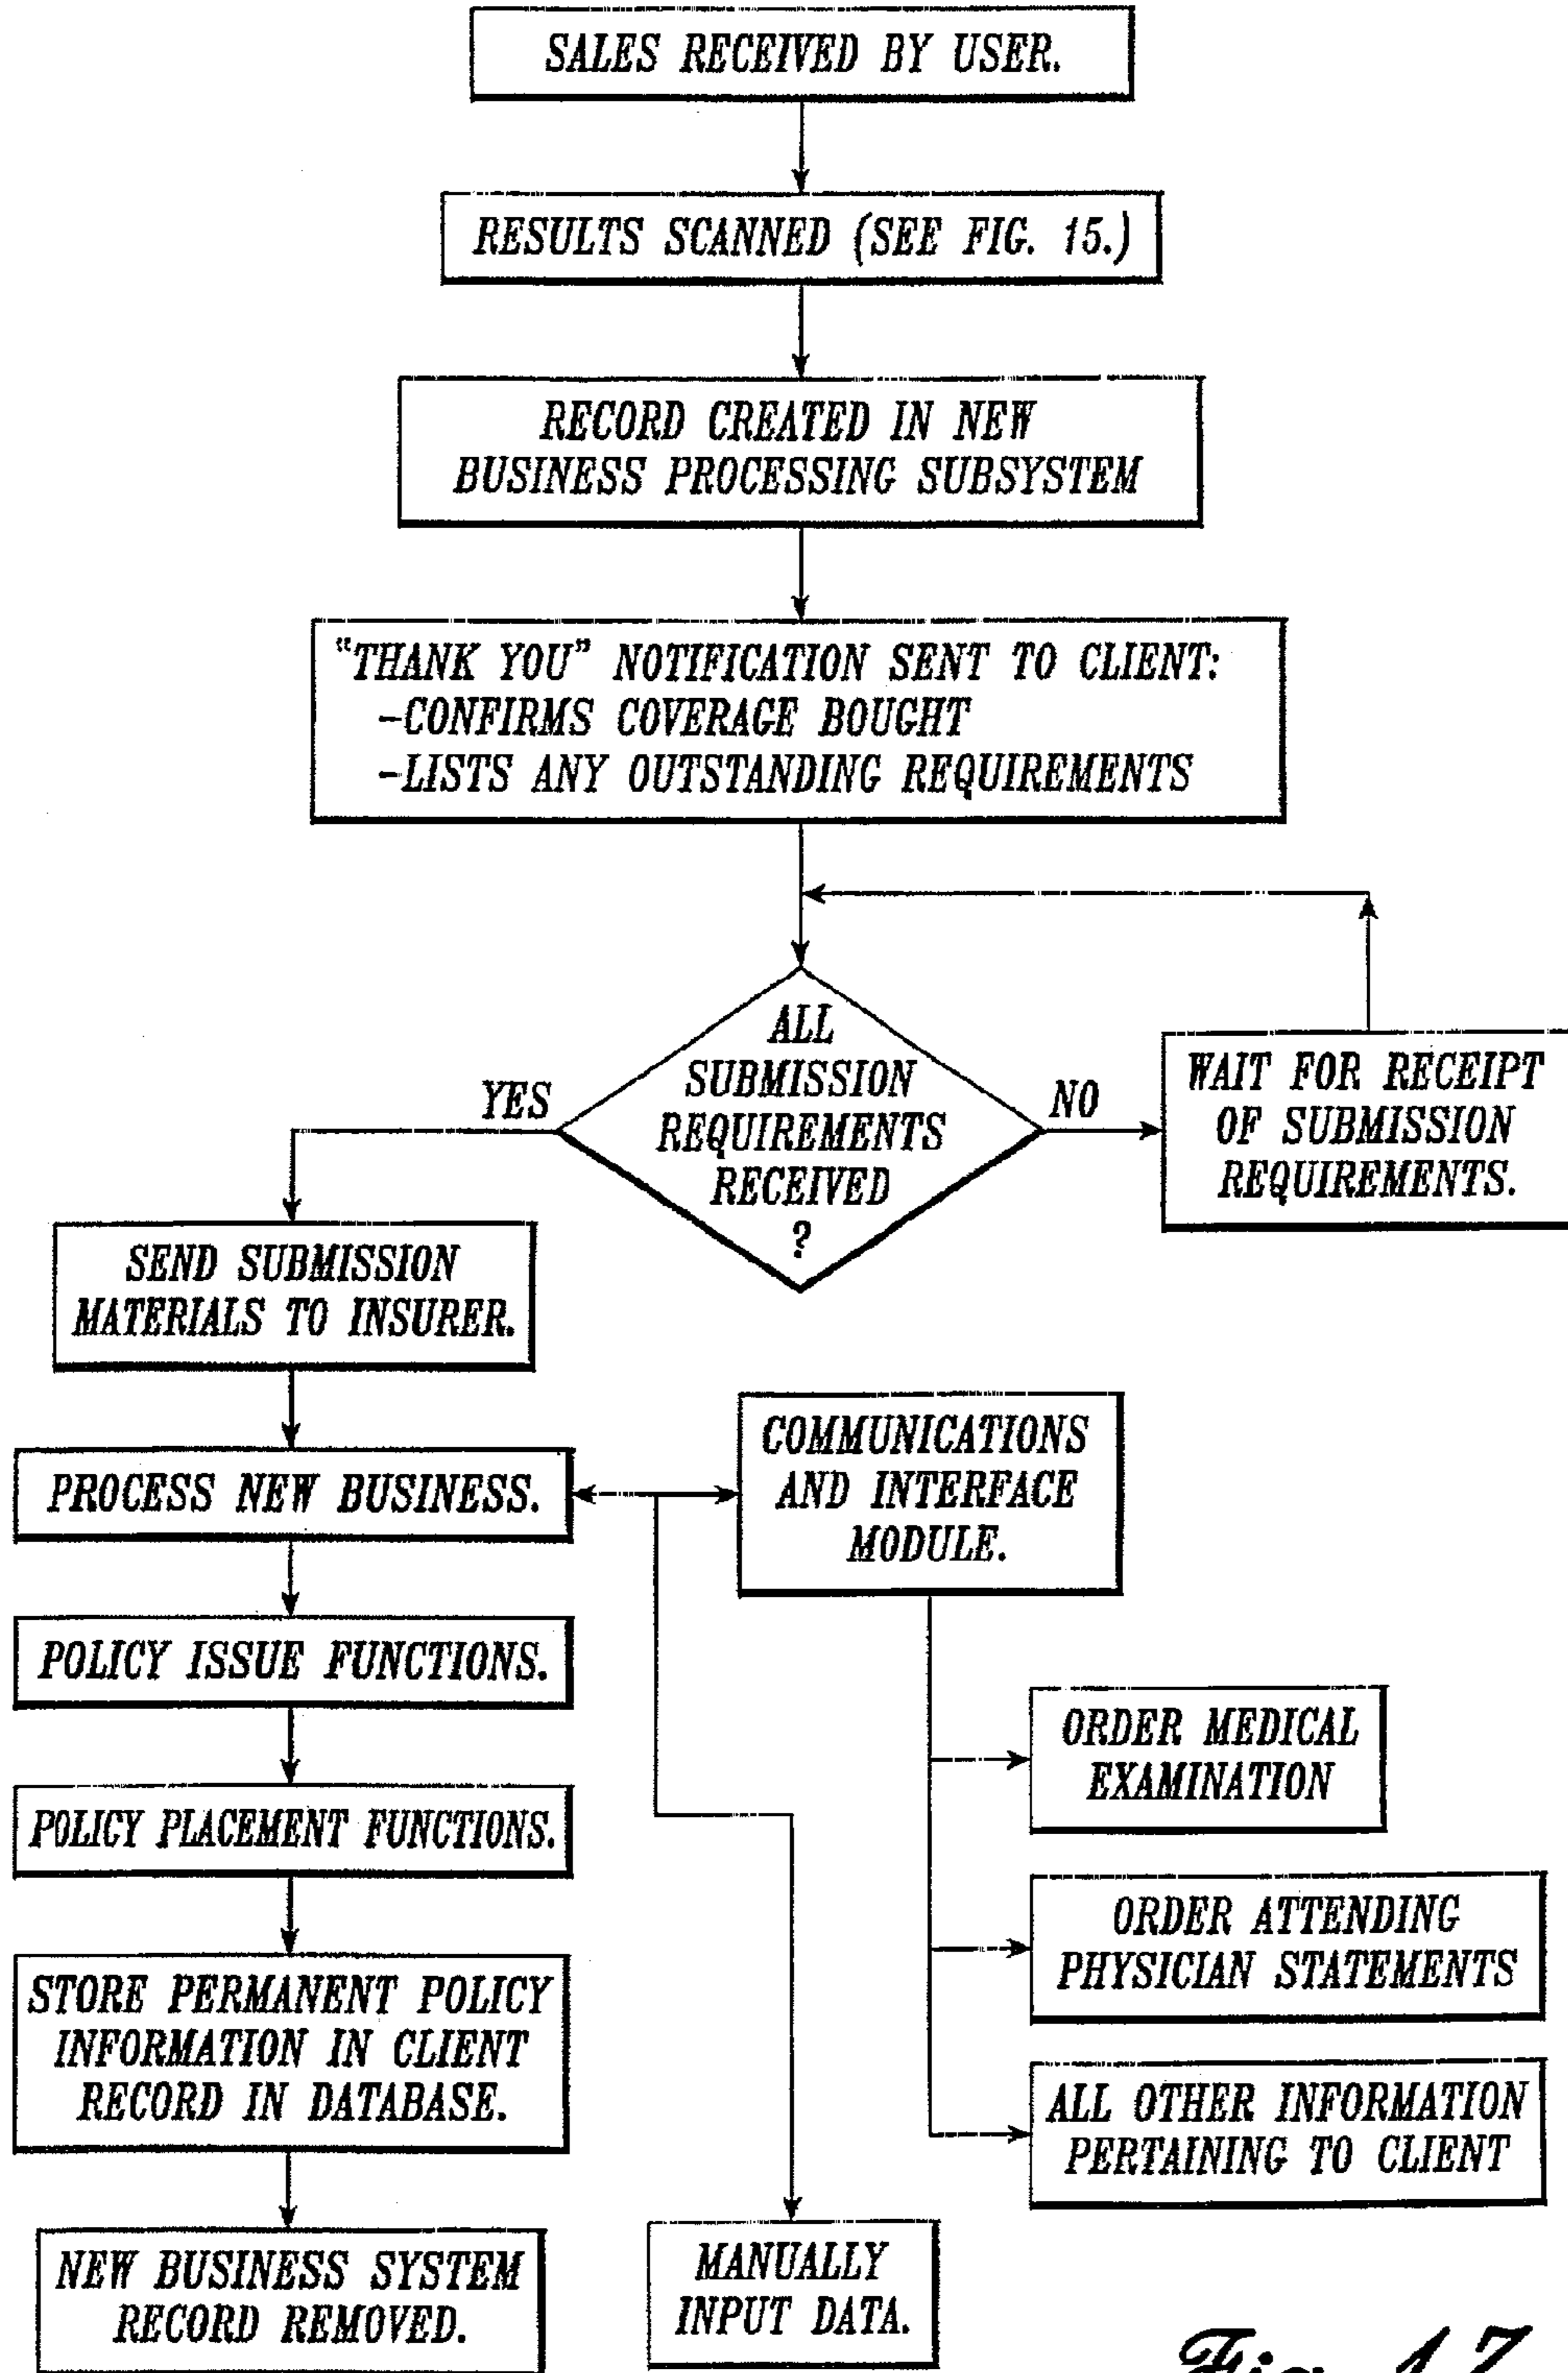 SALES RECEIVED BY USER.
RESULTS SCANNED (SEE FIG. 15.)
RECORD CREATED IN NEW
BUSINESS PROCESSING SUBSYSTEM
"THANK YOU" NOTIFICATION SENT TO CLIENT:
-CONFIRMS COVERAGE BOUGHT
-LISTS ANY OUTSTANDING REQUIREMENTS
ALL
SUBMISSION
REQUIREMENTS
RECEIVED
?
YES
NO
WAIT FOR RECEIPT
OF SUBMISSION
REQUIREMENTS.
SEND SUBMISSION
MATERIALS TO INSURER.
PROCESS NEW BUSINESS.
COMMUNICATIONS
AND INTERFACE
MODULE.
POLICY ISSUE FUNCTIONS.
POLICY PLACEMENT FUNCTIONS.
ORDER MEDICAL
EXAMINATION
ORDER ATTENDING
PHYSICIAN STATEMENTS
ALL OTHER INFORMATION
PERTAINING TO CLIENT
STORE PERMANENT POLICY
INFORMATION IN CLIENT
RECORD IN DATABASE.
NEW BUSINESS SYSTEM
RECORD REMOVED.
MANUALLY
INPUT DATA.
Fig. 17